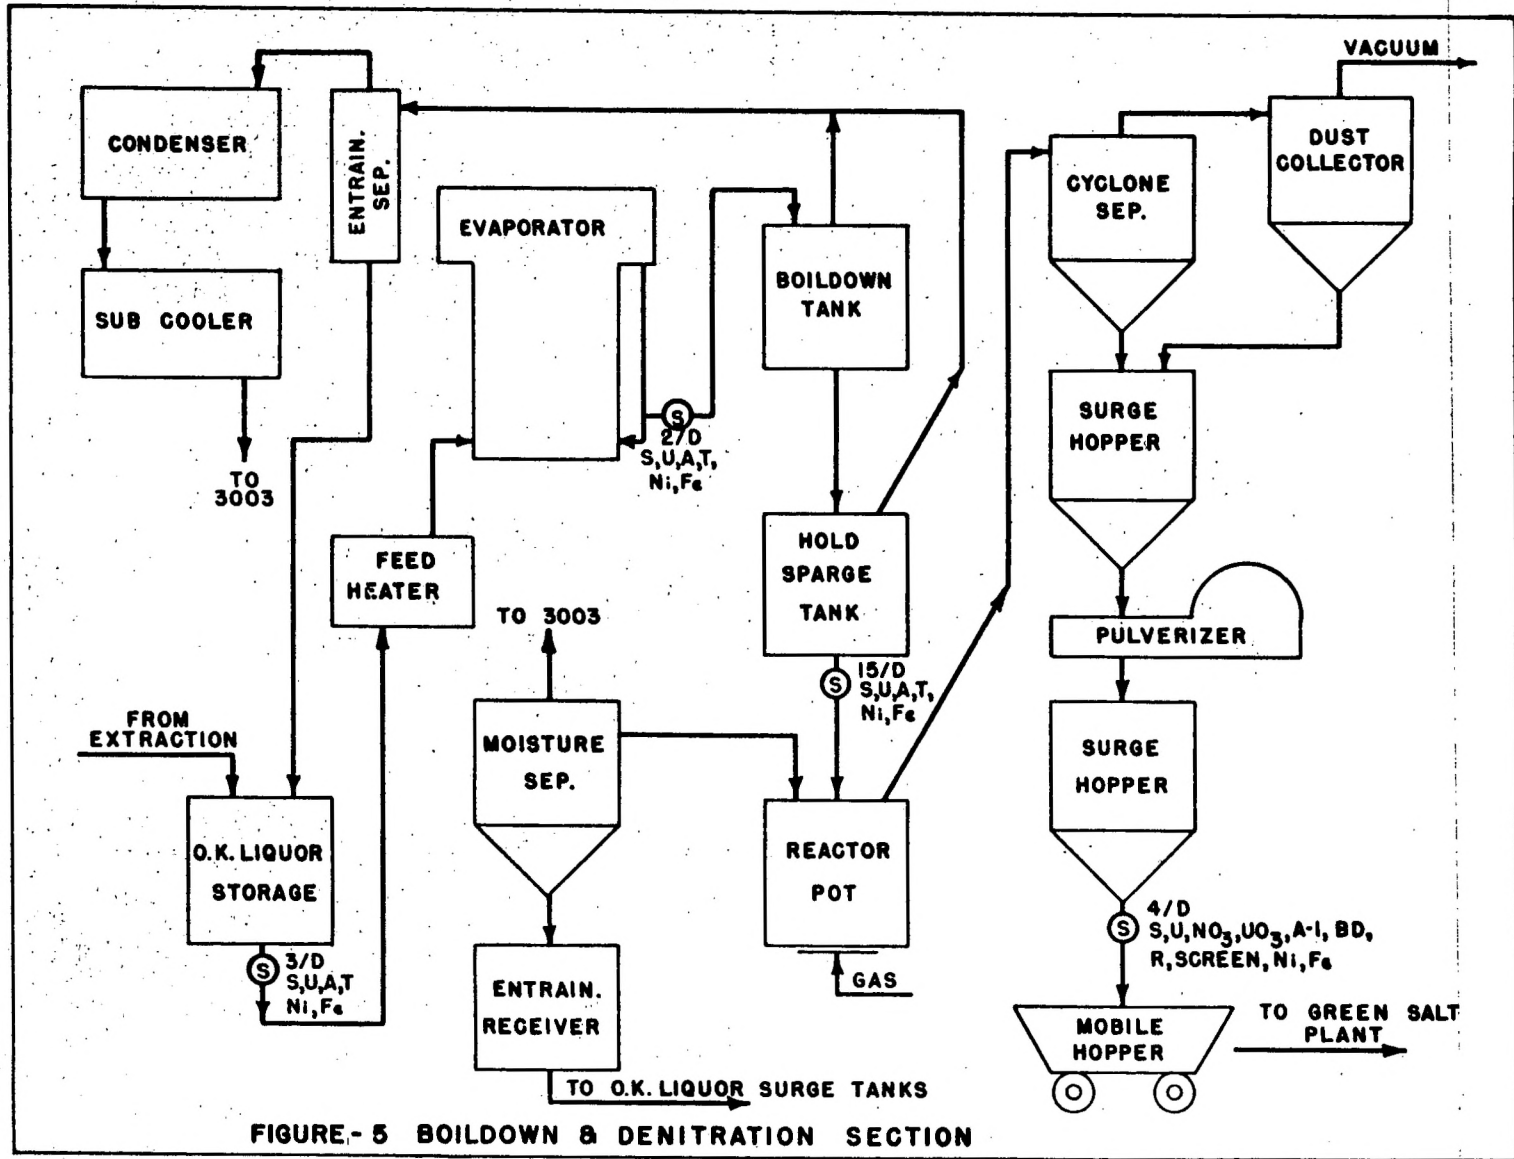 VACUUM
CONDENSER
ENTRAIN.
SEP.
EVAPORATOR
BOILDOWN
TANK
CYCLONE
SEP.
DUST
COLLECTOR
SUB COOLER
TO
3003
S
2/D
S,U,A,T,
Ni,Fe
SURGE
HOPPER
FEED
HEATER
HOLD
SPARGE
TANK
TO 3003
PULVERIZER
S
15/D
S,U,A,T,
Ni,Fe
FROM
EXTRACTION
MOISTURE
SEP.
SURGE
HOPPER
O.K. LIQUOR
STORAGE
REACTOR
POT
S
3/D
S,U,A,T
Ni,Fe
ENTRAIN.
RECEIVER
GAS
S
4/D
S,U,NO3,UO3,A-1, BD,
R,SCREEN,Ni,Fe
MOBILE
HOPPER
TO GREEN SALT
PLANT
TO O.K. LIQUOR SURGE TANKS
FIGURE-5 BOILDOWN & DENITRATION SECTION